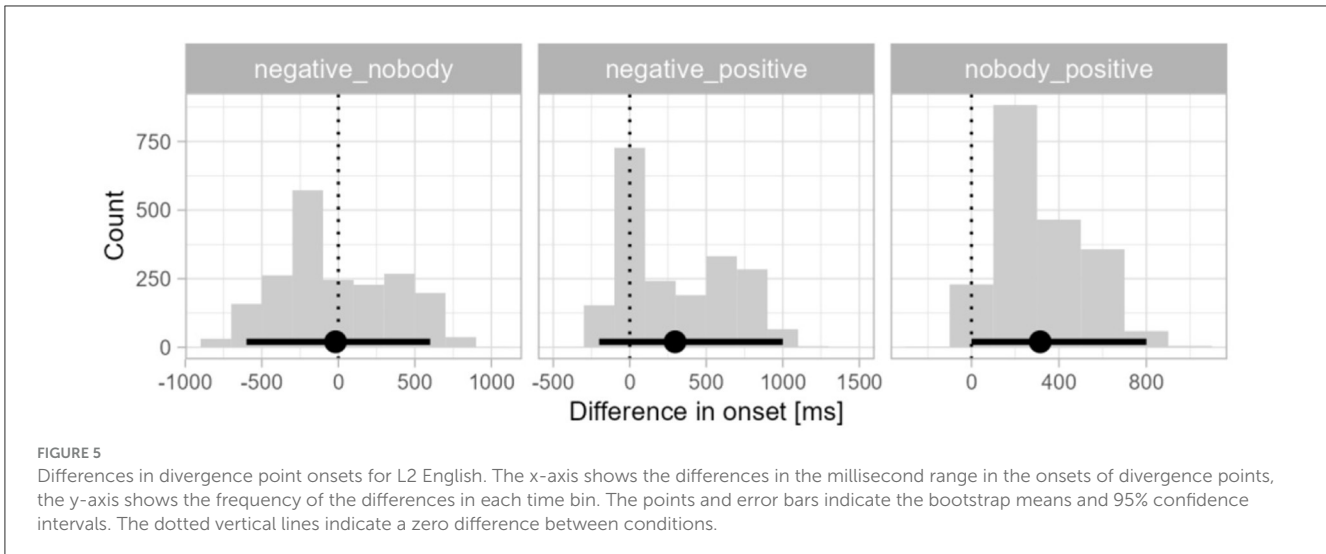 negative_nobody negative_positive nobody_positive
750
500
250
0
Count
-1000 -500 0 500 1000 -500 0 500 1000 1500 0 400 800
Difference in onset [ms]
FIGURE 5
Differences in divergence point onsets for L2 English. The x-axis shows the differences in the millisecond range in the onsets of divergence points,
the y-axis shows the frequency of the differences in each time bin. The points and error bars indicate the bootstrap means and 95% confidence
intervals. The dotted vertical lines indicate a zero difference between conditions.